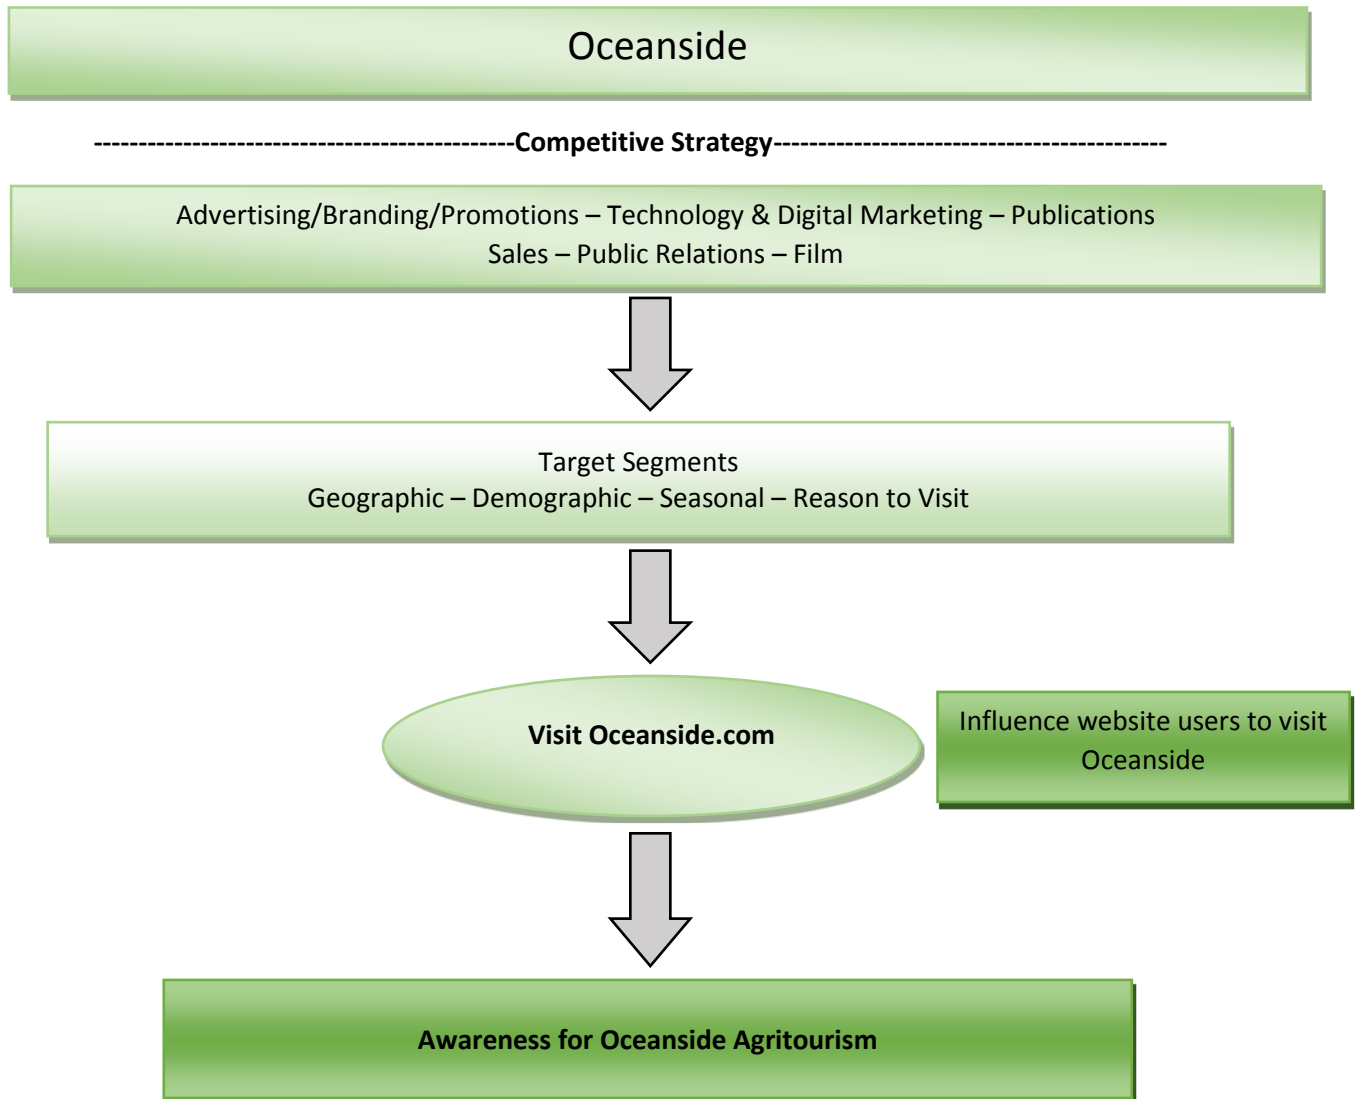 Oceanside
-----------------------------------------------Competitive Strategy--------------------------------------------
Advertising/Branding/Promotions – Technology & Digital Marketing – Publications
Sales – Public Relations – Film
Target Segments
Geographic – Demographic – Seasonal – Reason to Visit
Visit Oceanside.com
Influence website users to visit
Oceanside
Awareness for Oceanside Agritourism